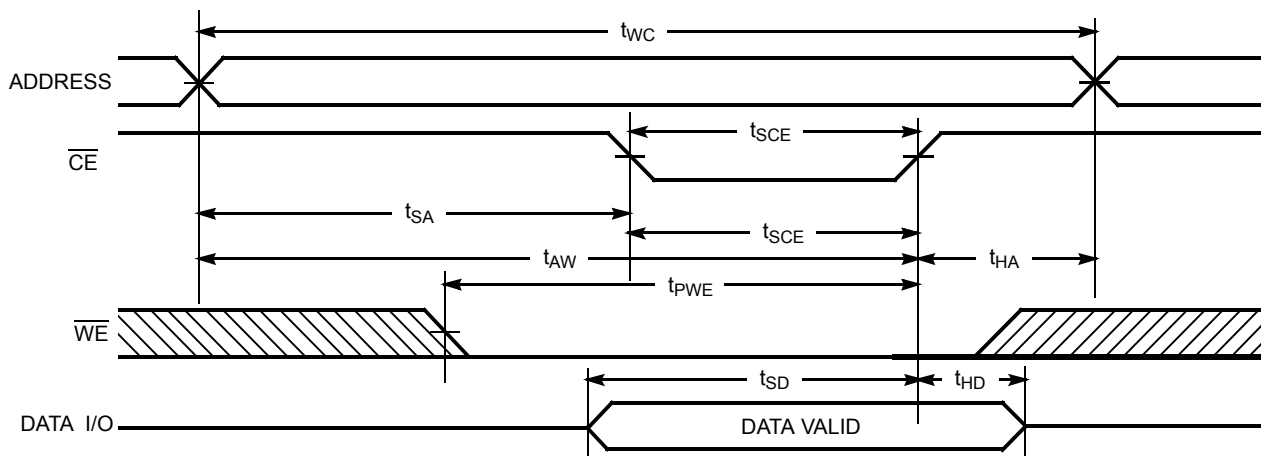 tWC
ADDRESS
tSCE
CE
tSA
tSCE
tAW
tHA
tPWE
WE
tSD
tHD
DATA I/O
DATA VALID